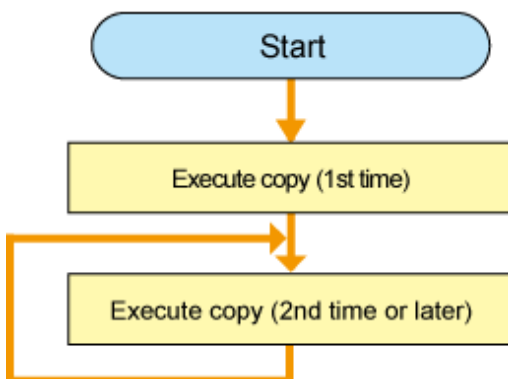 Start
Execute copy (1st time)
Execute copy (2nd time or later)